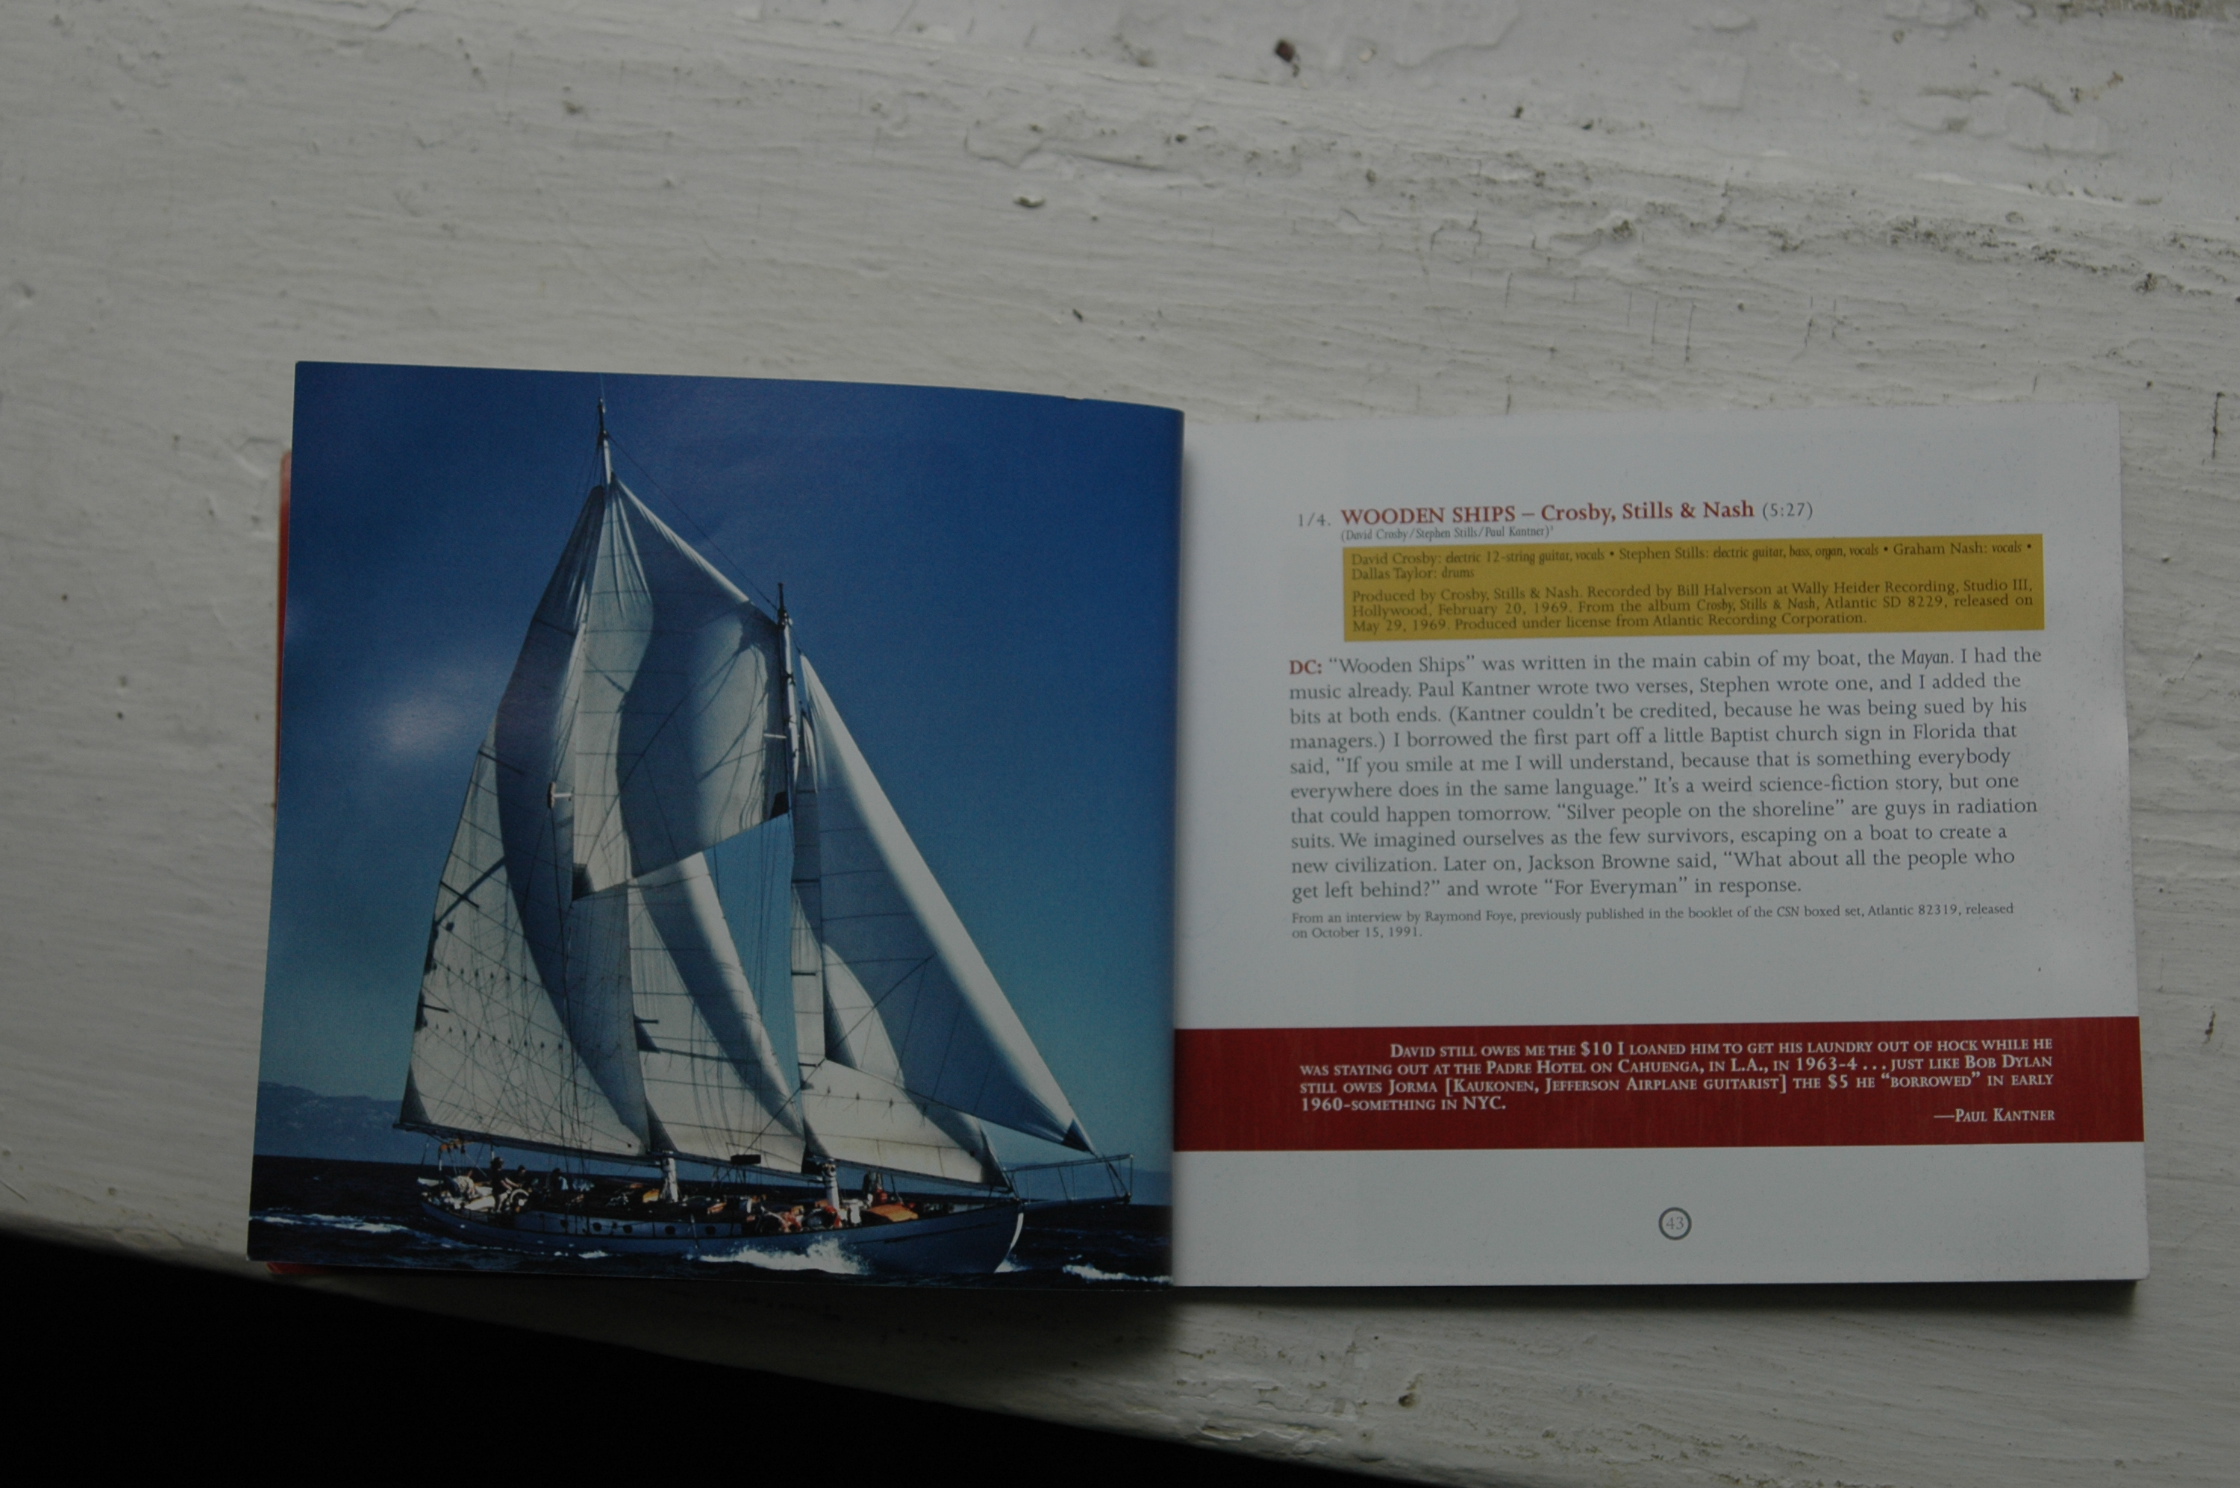 1/4. WOODEN SHIPS – Crosby, Stills & Nash (5:27)
(David Crosby/Stephen Stills/Paul Kantner)
David Crosby: electric 12-string guitar, vocals • Stephen Stills: electric guitar, bass, organ, vocals • Graham Nash: vocals •
Dallas Taylor: drums
Produced by Crosby, Stills & Nash. Recorded by Bill Halverson at Wally Heider Recording, Studio III,
Hollywood, February 20, 1969. From the album Crosby, Stills & Nash, Atlantic SD 8229, released on
May 29, 1969. Produced under license from Atlantic Recording Corporation.
DC: “Wooden Ships” was written in the main cabin of my boat, the Mayan. I had the
music already. Paul Kantner wrote two verses, Stephen wrote one, and I added the
bits at both ends. (Kantner couldn’t be credited, because he was being sued by his
managers.) I borrowed the first part off a little Baptist church sign in Florida that
said, “If you smile at me I will understand, because that is something everybody
everywhere does in the same language.” It’s a weird science-fiction story, but one
that could happen tomorrow. “Silver people on the shoreline” are guys in radiation
suits. We imagined ourselves as the few survivors, escaping on a boat to create a
new civilization. Later on, Jackson Browne said, “What about all the people who
get left behind?” and wrote “For Everyman” in response.
From an interview by Raymond Foye, previously published in the booklet of the CSN boxed set, Atlantic 82319, released
on October 15, 1991.
DAVID STILL OWES ME THE $10 I LOANED HIM TO GET HIS LAUNDRY OUT OF HOCK WHILE HE
WAS STAYING OUT AT THE PADRE HOTEL ON CAHUENGA, IN L.A., IN 1963-4 . . . JUST LIKE BOB DYLAN
STILL OWES JORMA [KAUKONEN, JEFFERSON AIRPLANE GUITARIST] THE $5 HE “BORROWED” IN EARLY
1960-SOMETHING IN NYC.
—PAUL KANTNER
43